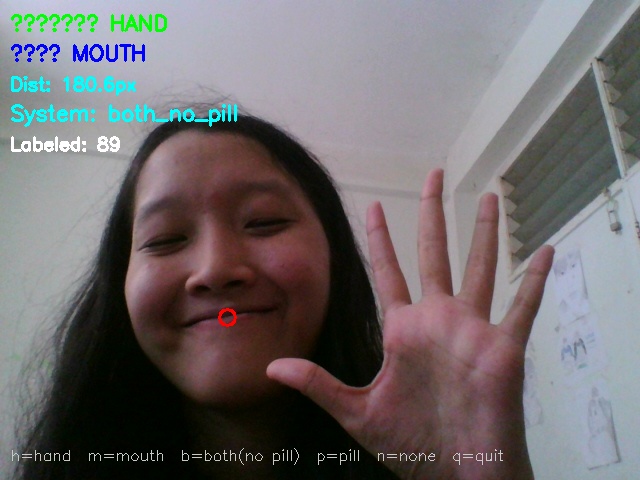 ??????? HAND
???? MOUTH
Dist: 180.6px
System: both_no_pill
Labeled: 89
h=hand m=mouth b=both(no pill) p=pill n=none q=quit